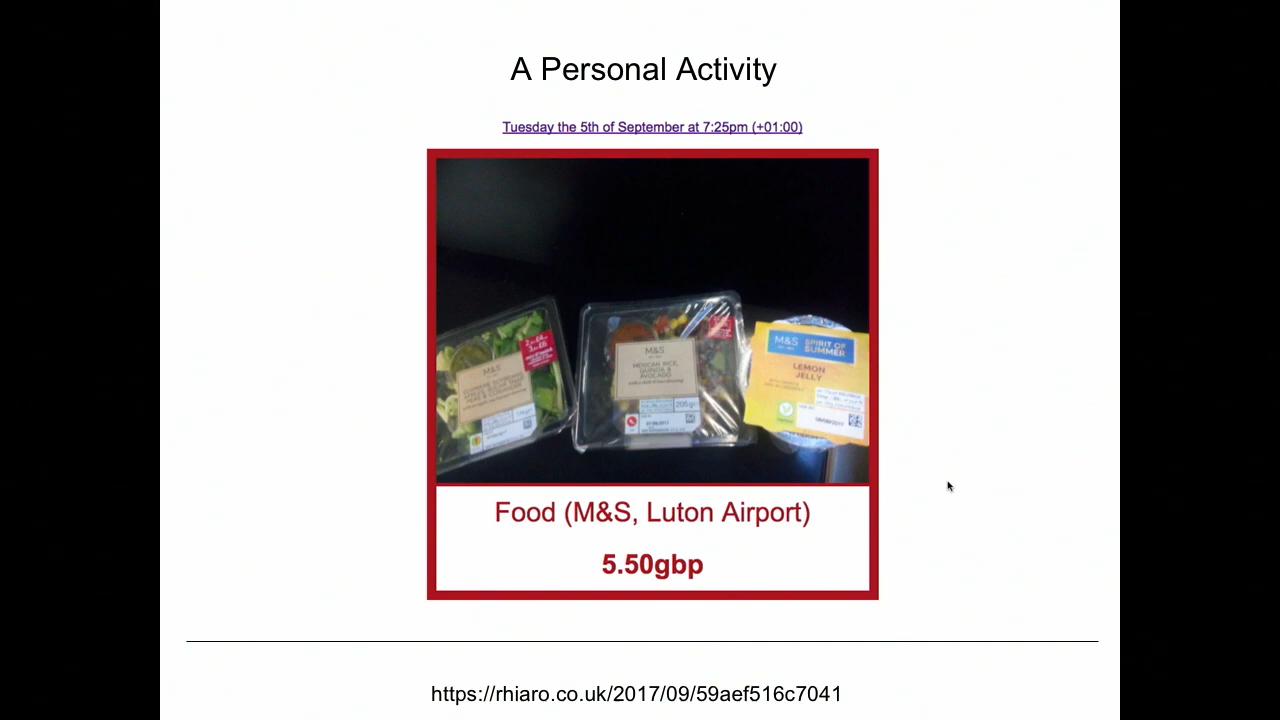 A Personal Activity
Tuesday the 5th of September at 7:25pm (+01:00)
M&S
M&S
MEXICAN RICE,
QUINOA &
AVOCADO
205g
M&S
SPIRIT OF
SUMMER
LEMON
JELLY
Food (M&S, Luton Airport)
5.50gbp
https://rhiaro.co.uk/2017/09/59aef516c7041